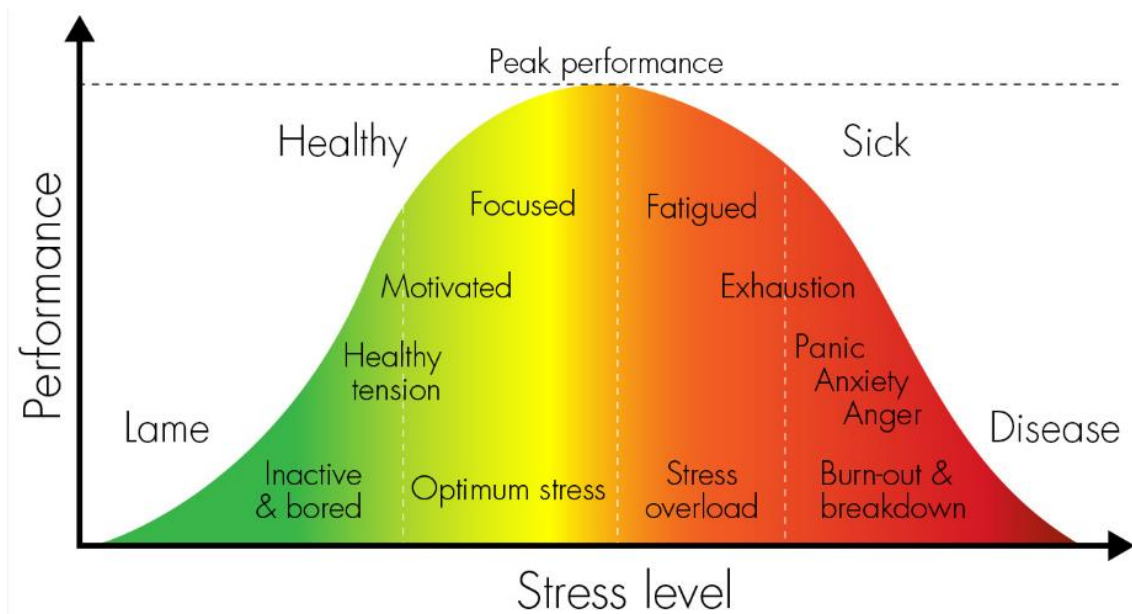 Peak performance
Healthy
Sick
Focused
Fatigued
Motivated
Exhaustion
Healthy
tension
Panic
Anxiety
Anger
Lame
Disease
Inactive
& bored
Optimum stress
Stress
overload
Burn-out &
breakdown
Performance
Stress level